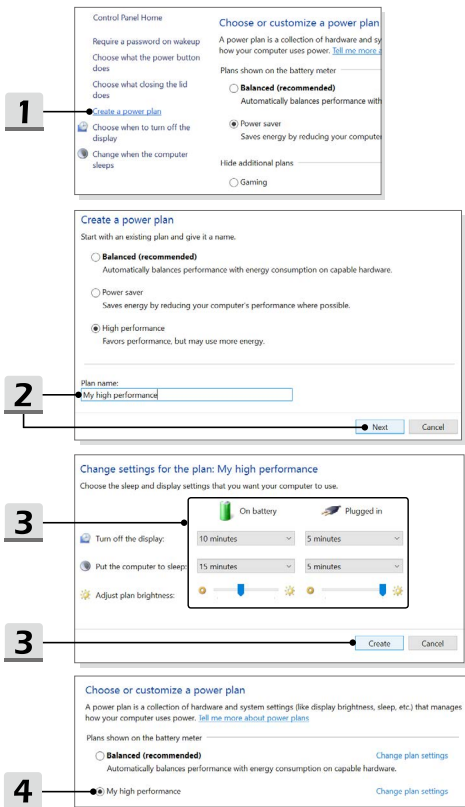 Control Panel Home
Require a password on wakeup
Choose what the power button
does
Choose what closing the lid
does
Create a power plan
Choose when to turn off the
display
Change when the computer
sleeps
Choose or customize a power plan
A power plan is a collection of hardware and sy
how your computer uses power. Tell me more a
Plans shown on the battery meter
Balanced (recommended)
Automatically balances performance with
Power saver
Saves energy by reducing your compute
Hide additional plans
Gaming
1
Create a power plan
Start with an existing plan and give it a name.
Balanced (recommended)
Automatically balances performance with energy consumption on capable hardware.
Power saver
Saves energy by reducing your computer's performance where possible.
High performance
Favors performance, but may use more energy.
Plan name:
2
My high performance
Next Cancel
Change settings for the plan: My high performance
Choose the sleep and display settings that you want your computer to use.
3
On battery Plugged in
Turn off the display: 10 minutes 5 minutes
Put the computer to sleep: 15 minutes 5 minutes
Adjust plan brightness:
3
Create Cancel
Choose or customize a power plan
A power plan is a collection of hardware and system settings (like display brightness, sleep, etc.) that manages
how your computer uses power. Tell me more about power plans
Plans shown on the battery meter
Balanced (recommended) Change plan settings
Automatically balances performance with energy consumption on capable hardware.
4
My high performance Change plan settings